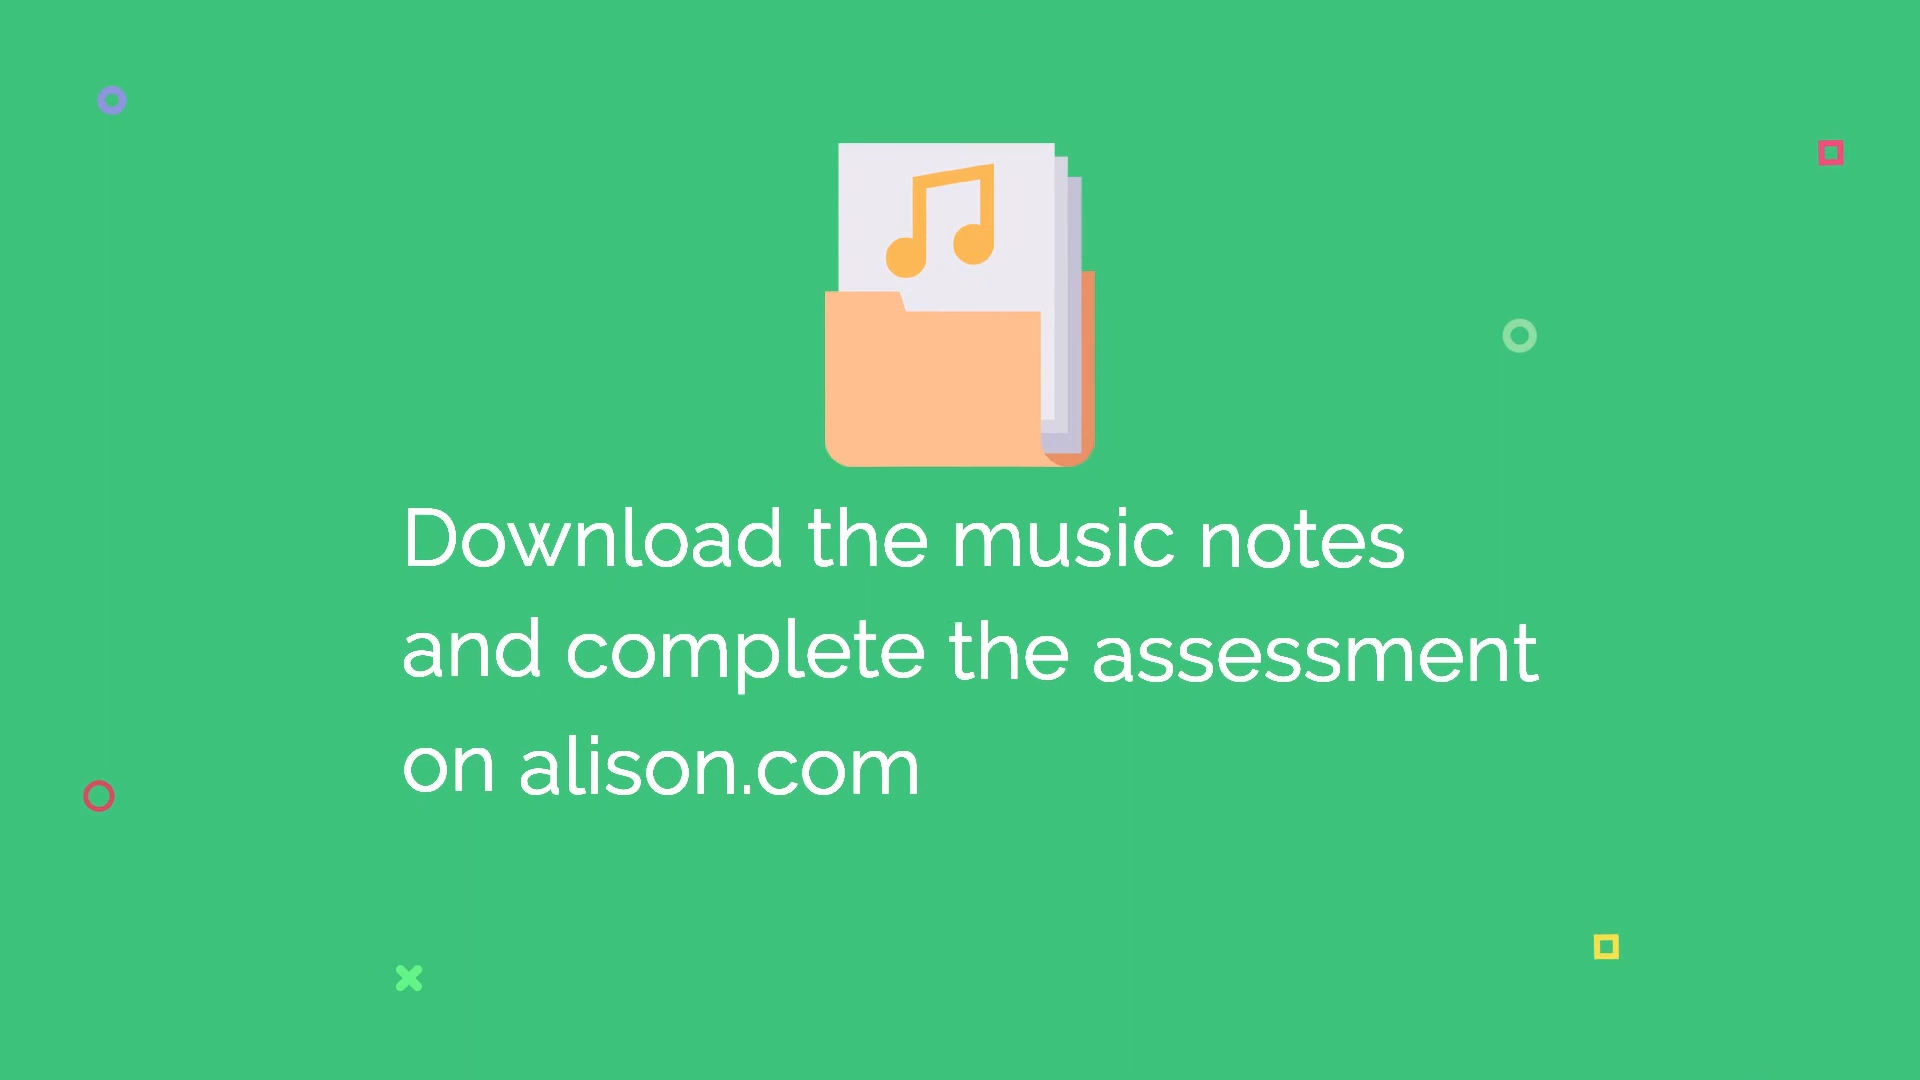 Download the music notes
and complete the assessment
on alison.com